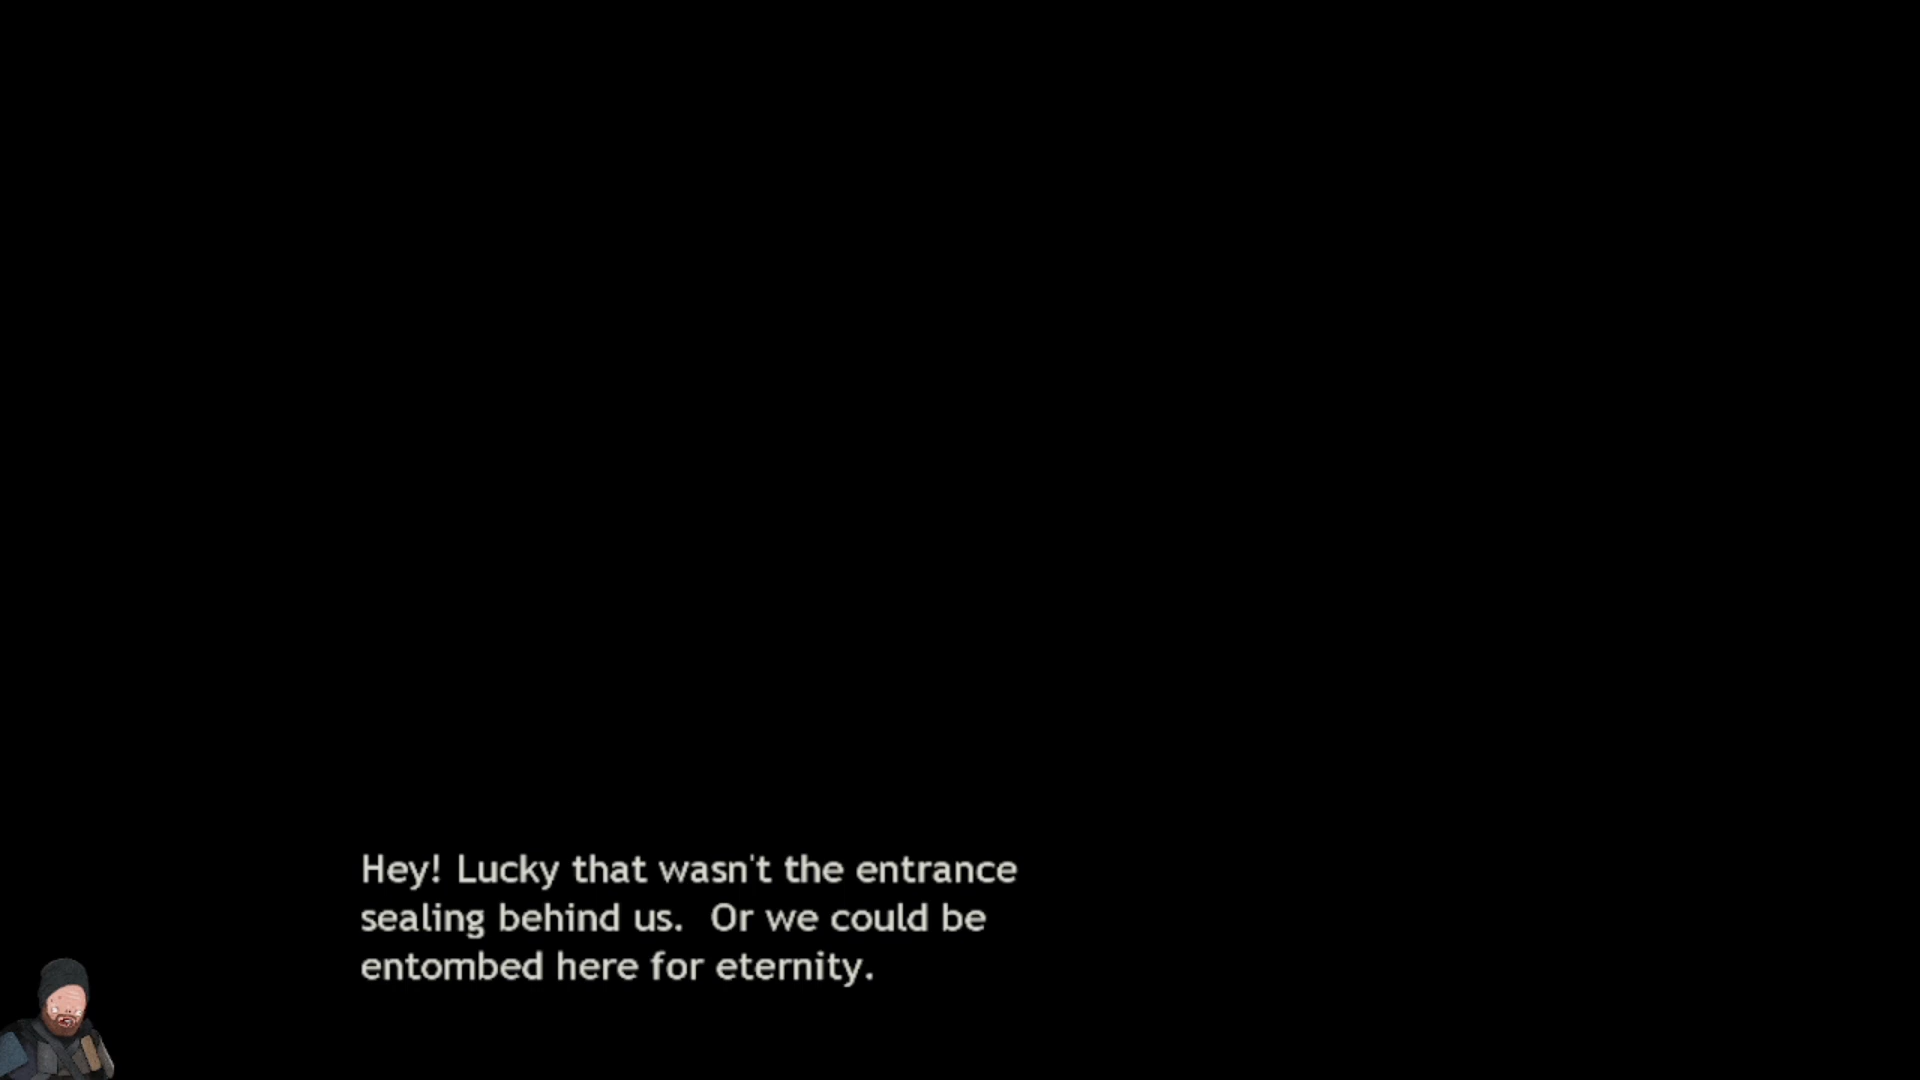 Hey! Lucky that wasn't the entrance
sealing behind us.  Or we could be
entombed here for eternity.